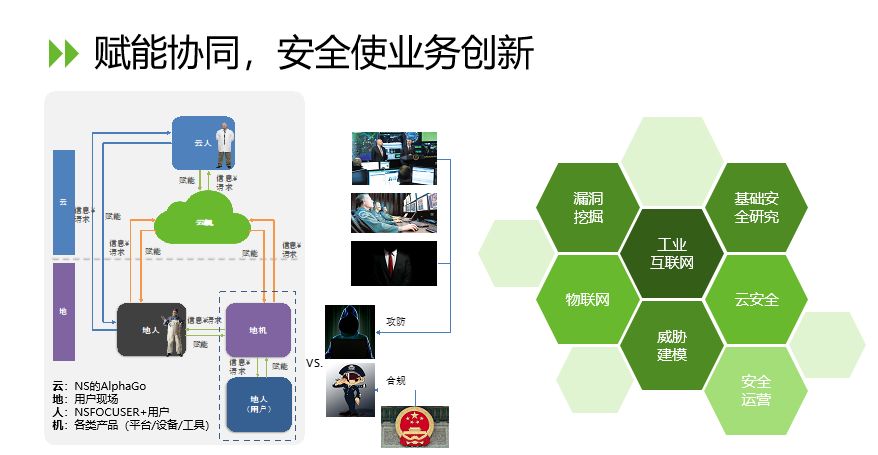 赋能协同，安全使业务创新
云人
赋能
信息¥
请求
云
信息¥
请求
赋能
云机
信息¥
请求
赋能
赋能
信息¥
请求
地
地人
信息¥请求
赋能
地机
信息¥
请求
赋能
地人
（用户）
云：NS的AlphaGo
地：用户现场
人：NSFOCUSER+用户
机：各类产品（平台/设备/工具）
VS.
攻防
合规
漏洞
挖掘
基础安
全研究
工业
互联网
物联网
云安全
威胁
建模
安全
运营